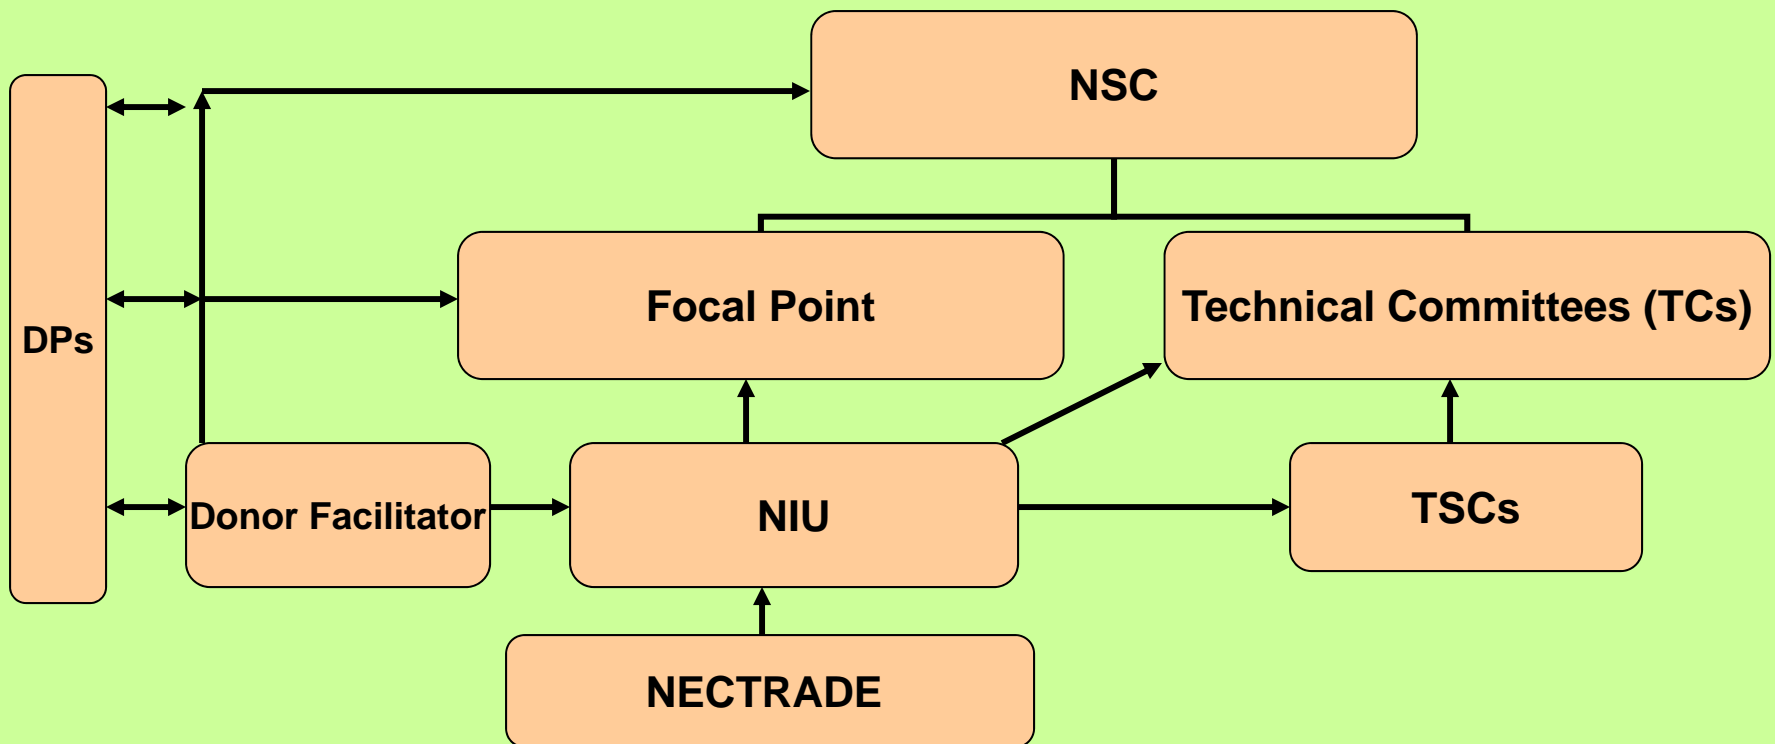 NSC
Focal Point
Technical Committees (TCs)
DPs
Donor Facilitator
NIU
TSCs
NECTRADE